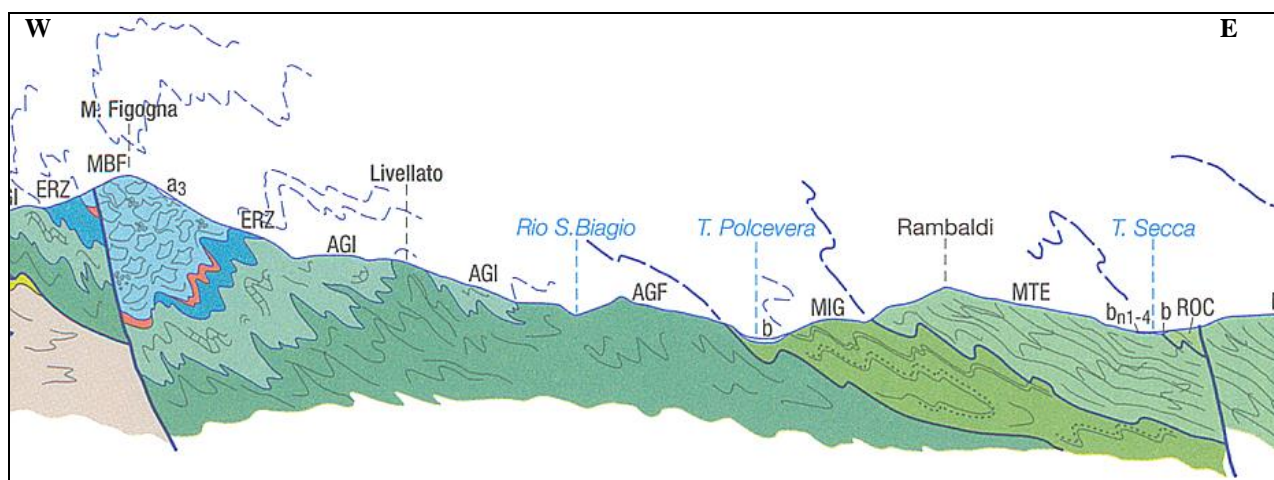 W
E
M. Figogna
MBF
ERZ
a3
ERZ
Livellato
AGI
AGI
Rio S.Biagio
AGF
T. Polcevera
b
MIG
Rambaldi
MTE
T. Secca
bn1-4
b
ROC